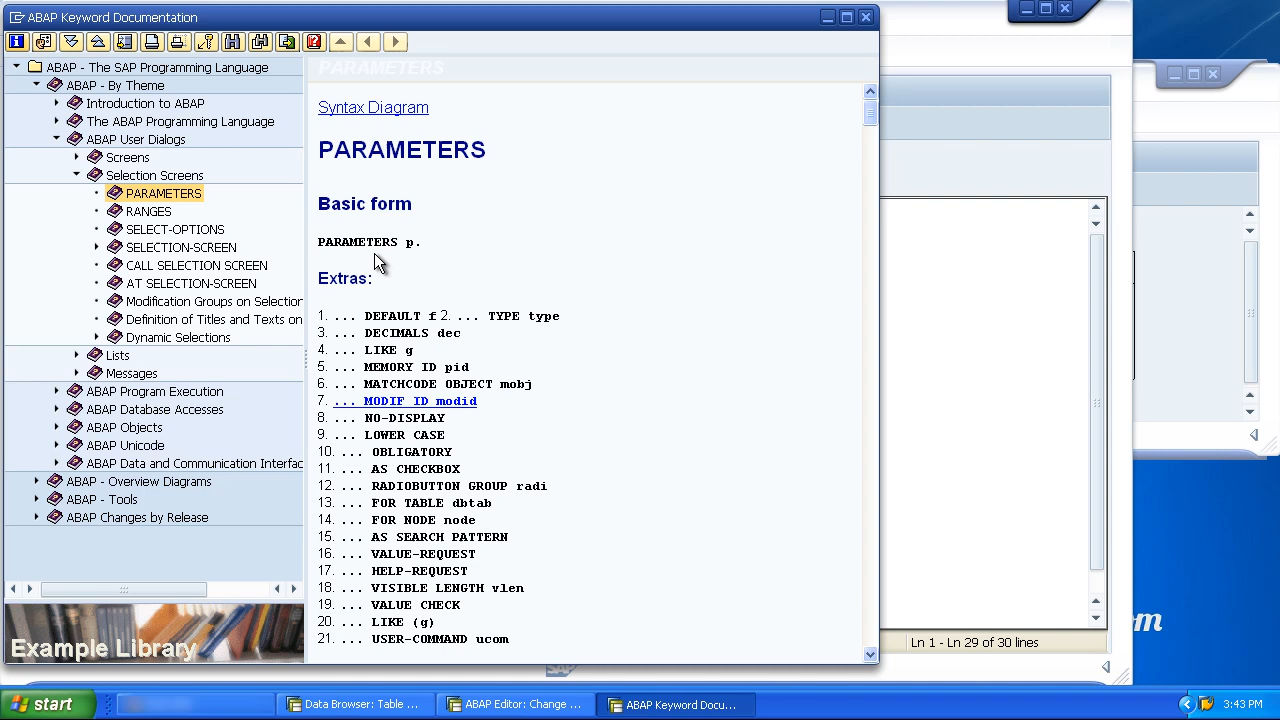 ABAP Keyword Documentation
ABAP - The SAP Programming Language
ABAP - By Theme
Introduction to ABAP
The ABAP Programming Language
ABAP User Dialogs
Screens
Selection Screens
PARAMETERS
RANGES
SELECT-OPTIONS
SELECTION-SCREEN
CALL SELECTION SCREEN
AT SELECTION-SCREEN
Modification Groups on Selection
Definition of Titles and Texts on
Dynamic Selections
Lists
Messages
ABAP Program Execution
ABAP Database Accesses
ABAP Objects
ABAP Unicode
ABAP Data and Communication Interfac
ABAP - Overview Diagrams
ABAP - Tools
ABAP Changes by Release
Example Library
PARAMETERS
Syntax Diagram
PARAMETERS
Basic form
PARAMETERS p.
Extras:
1. ... DEFAULT f 2. ... TYPE type
3. ... DECIMALS dec
4. ... LIKE g
5. ... MEMORY ID pid
6. ... MATCHCODE OBJECT mobj
7. ... MODIF ID modid
8. ... NO-DISPLAY
9. ... LOWER CASE
10. ... OBLIGATORY
11. ... AS CHECKBOX
12. ... RADIOBUTTON GROUP radi
13. ... FOR TABLE dbtab
14. ... FOR NODE node
15. ... AS SEARCH PATTERN
16. ... VALUE-REQUEST
17. ... HELP-REQUEST
18. ... VISIBLE LENGTH vlen
19. ... VALUE CHECK
20. ... LIKE (g)
21. ... USER-COMMAND ucom
Ln 1 - Ln 29 of 30 lines
om
SAP
start
Data Browser: Table ...
ABAP Editor: Change ...
ABAP Keyword Docu...
3:43 PM